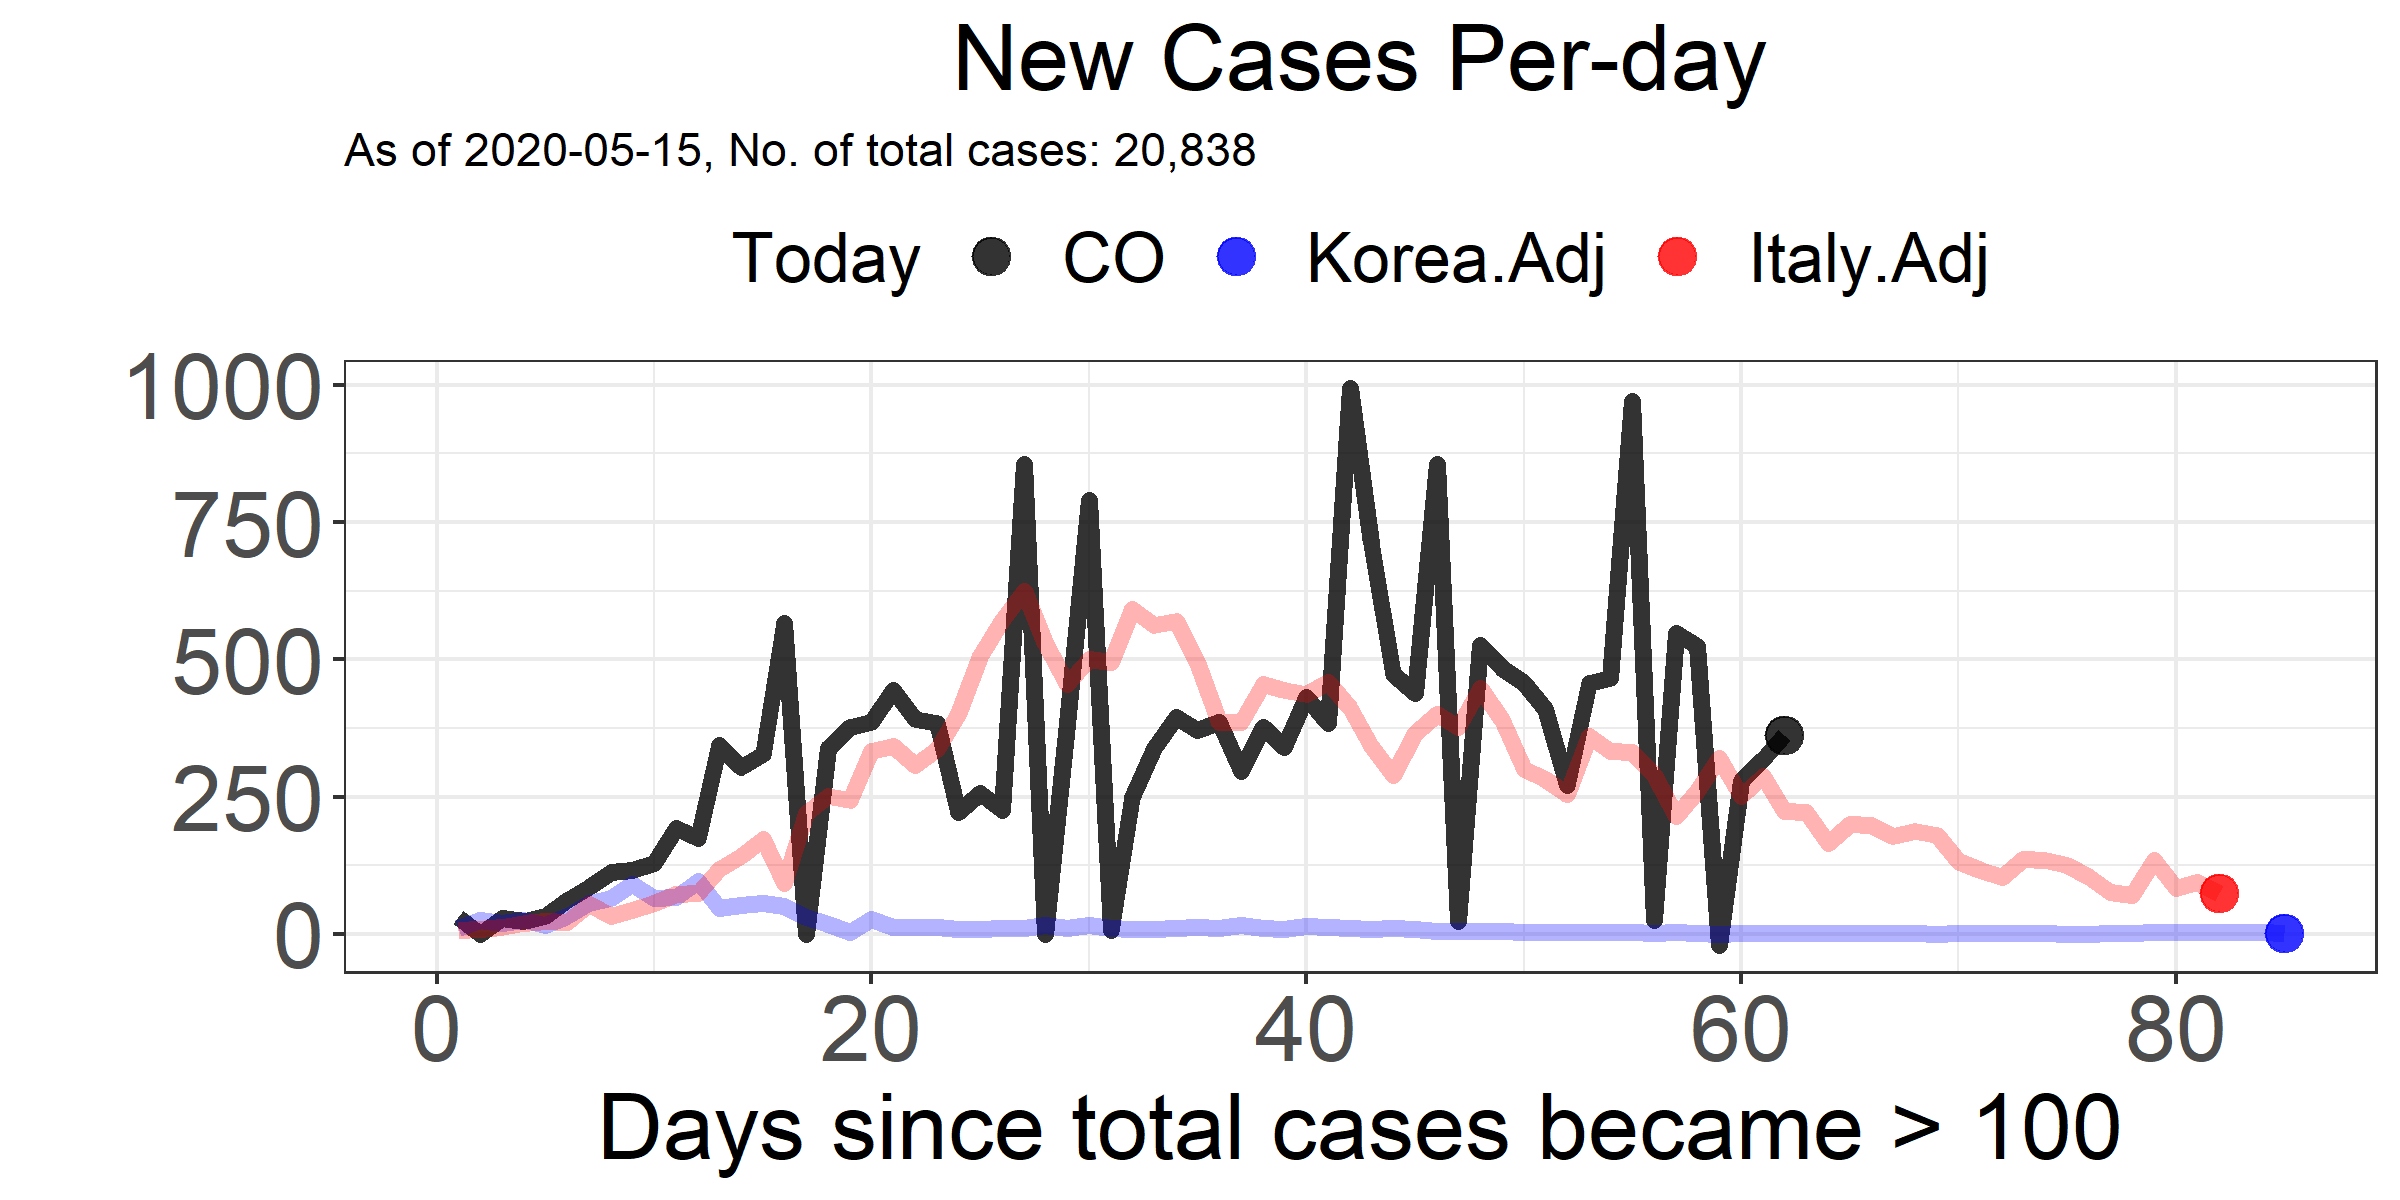 New Cases Per-day
As of 2020-05-15, No. of total cases: 20,838
Today CO Korea.Adj Italy.Adj
1000
750
500
250
0
0 20 40 60 80
Days since total cases became > 100